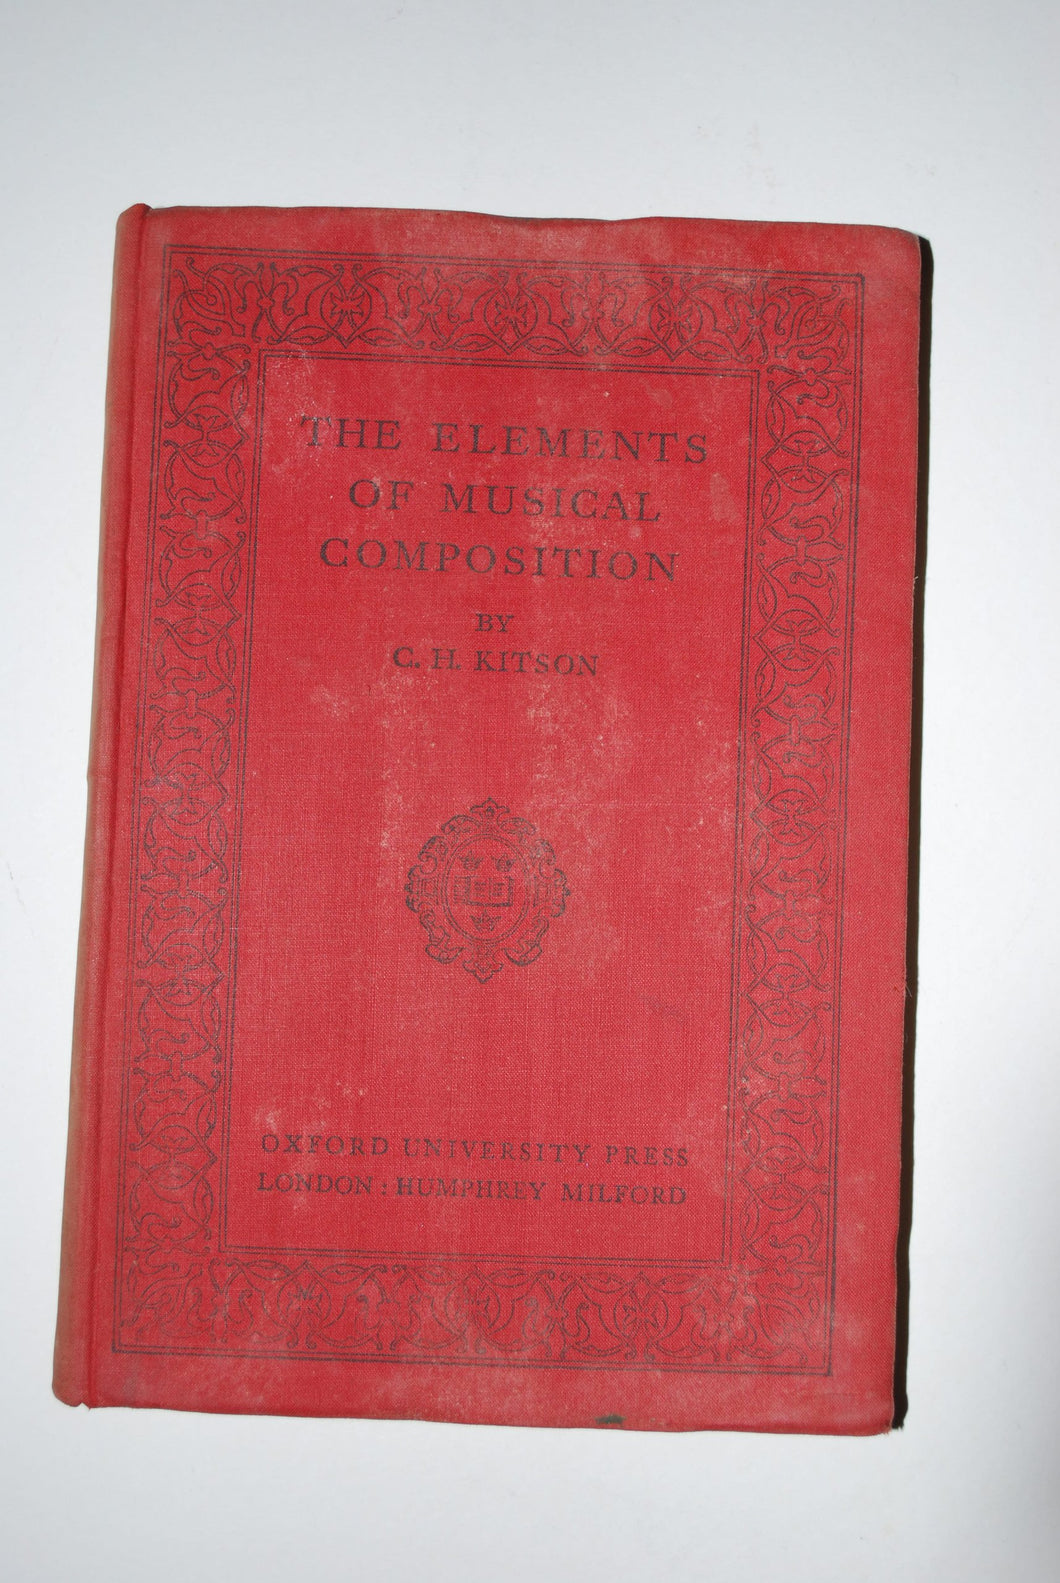 THE ELEMENTS
OF MUSICAL
COMPOSITION
BY
C. H. KITSON
OXFORD UNIVERSITY PRESS
LONDON : HUMPHREY MILFORD